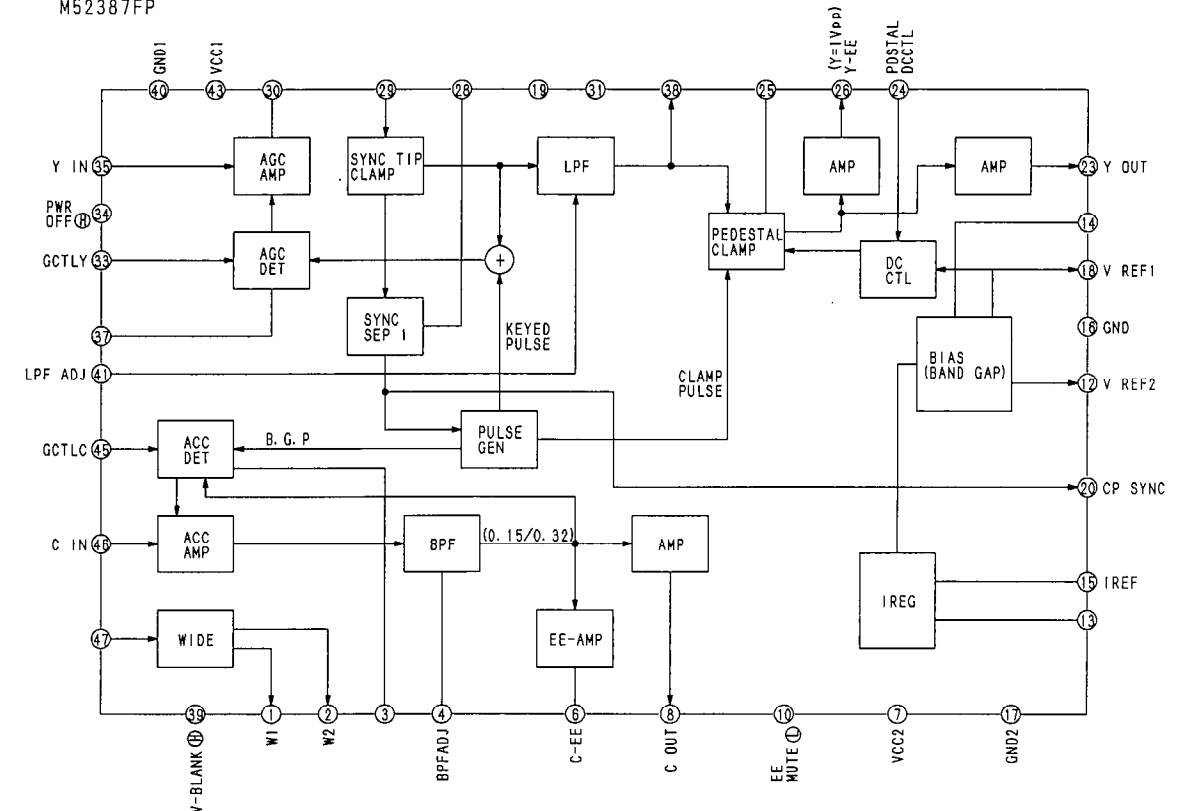 M52387FP
GND1
VCC1
(Y=1Vpp)
Y-EE
PDSTAL
DCCTL
40
43
30
29
28
19
31
38
25
26
24
Y IN 35
AGC
AMP
SYNC TIP
CLAMP
LPF
AMP
AMP
23 Y OUT
PWR
OFF H 34
14
GCTLY 33
AGC
DET
+
PEDESTAL
CLAMP
DC
CTL
18 V REF1
37
SYNC
SEP 1
KEYED
PULSE
BIAS
(BAND GAP)
16 GND
LPF ADJ 41
CLAMP
PULSE
12 V REF2
GCTLC 45
ACC
DET
B.G.P
PULSE
GEN
20 CP SYNC
C IN 46
ACC
AMP
BPF
(0.15/0.32)
AMP
IREG
15 IREF
13
47
WIDE
EE-AMP
39
1
2
3
4
6
8
10
7
17
V-BLANK H
W1
W2
BPFADJ
C-EE
C OUT
EE
MUTE L
VCC2
GND2